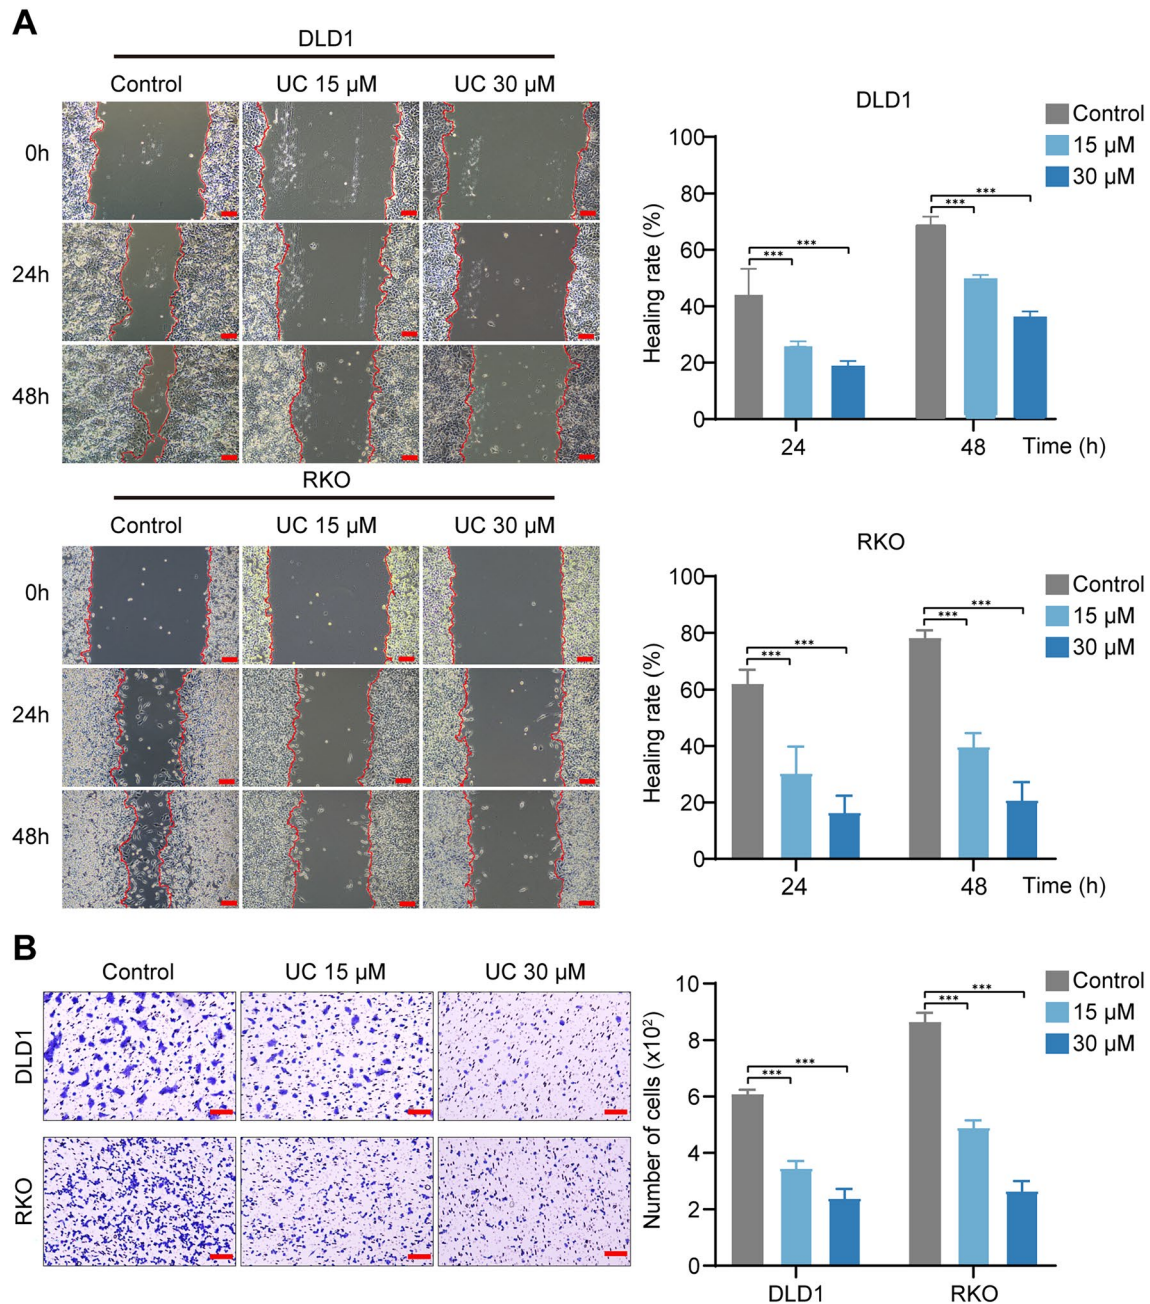 A
DLD1
Control UC 15 μM UC 30 μM
0h
24h
48h
DLD1
Control
15 μM
30 μM
100
80
60
40
20
0
Healing rate (%)
*** *** *** ***
24 48 Time (h)
RKO
Control UC 15 μM UC 30 μM
0h
24h
48h
RKO
Control
15 μM
30 μM
100
80
60
40
20
0
Healing rate (%)
*** *** *** ***
24 48 Time (h)
B
Control UC 15 μM UC 30 μM
DLD1
RKO
Control
15 μM
30 μM
10
8
6
4
2
0
Number of cells (x10²)
*** *** *** ***
DLD1 RKO